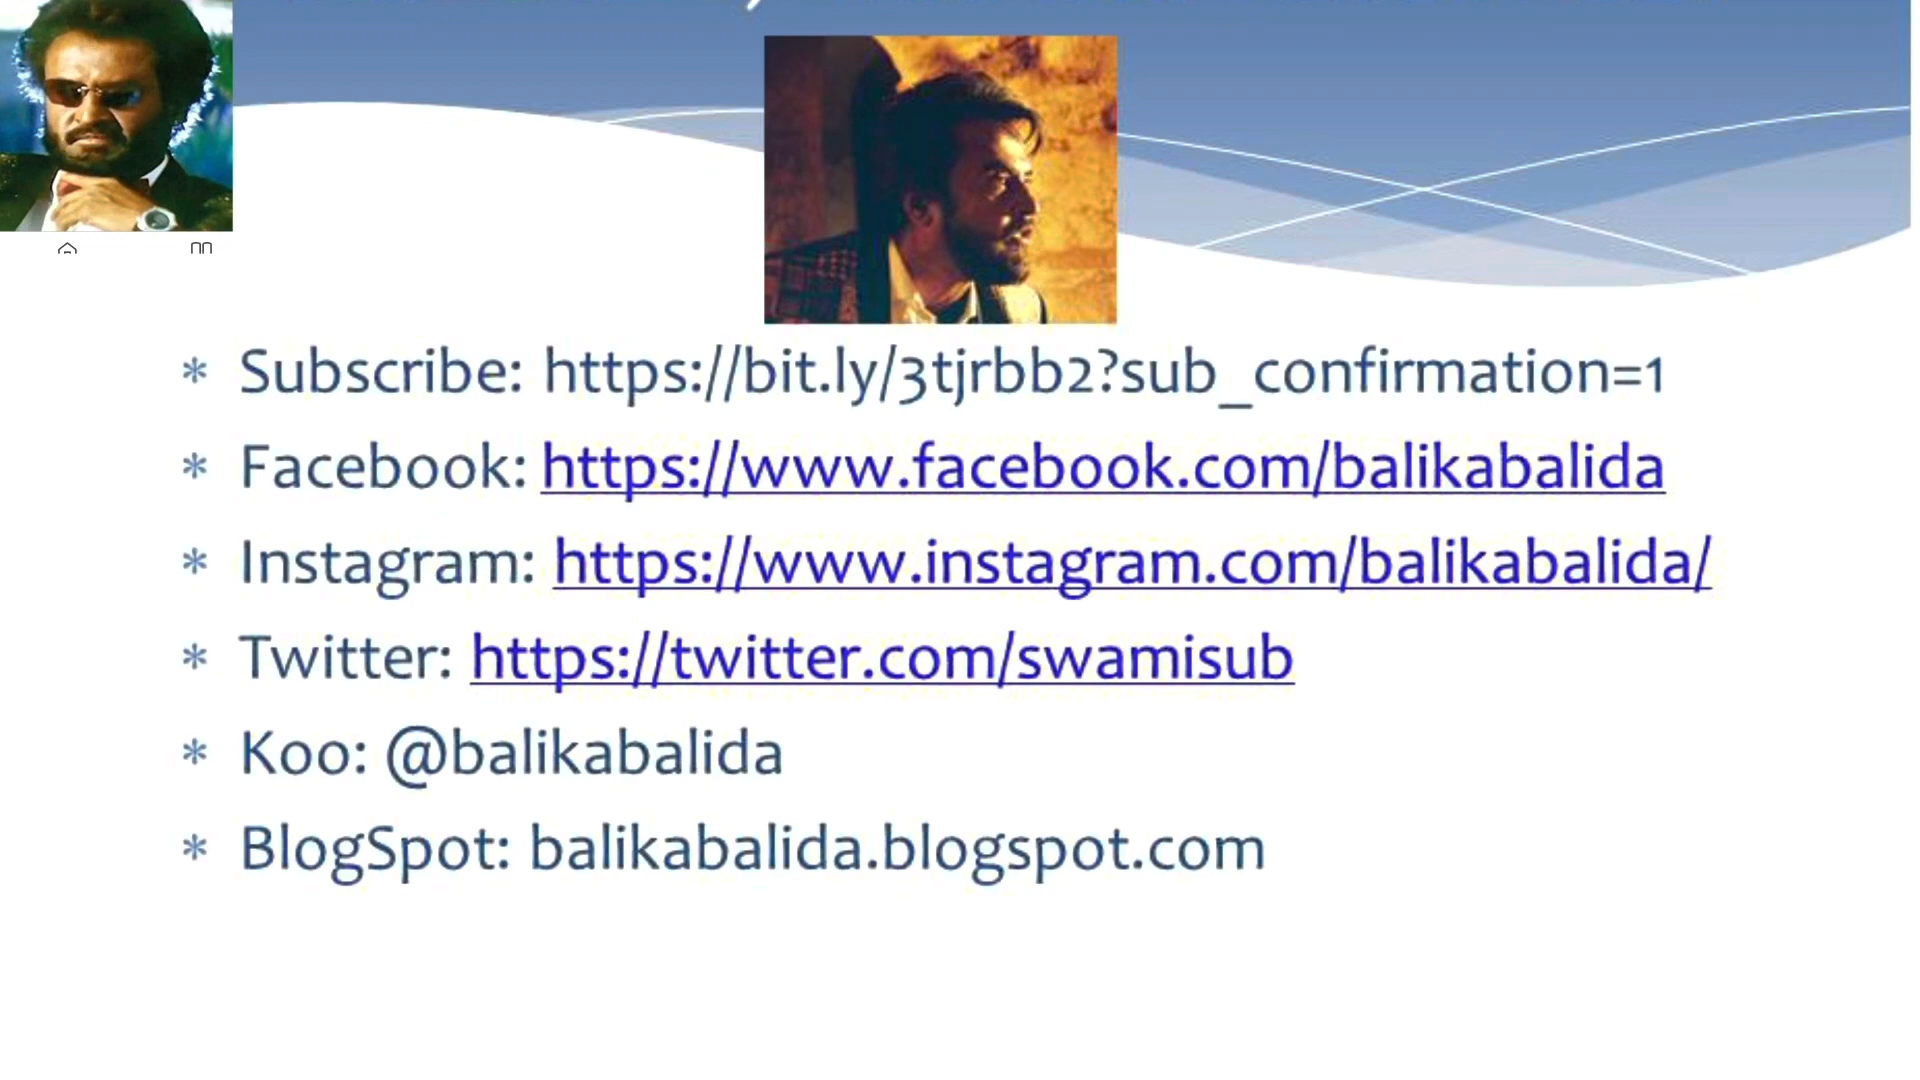 * Subscribe: https://bit.ly/3tjrbb2?sub_confirmation=1
* Facebook: https://www.facebook.com/balikabalida
* Instagram: https://www.instagram.com/balikabalida/
* Twitter: https://twitter.com/swamisub
* Koo: @balikabalida
* BlogSpot: balikabalida.blogspot.com